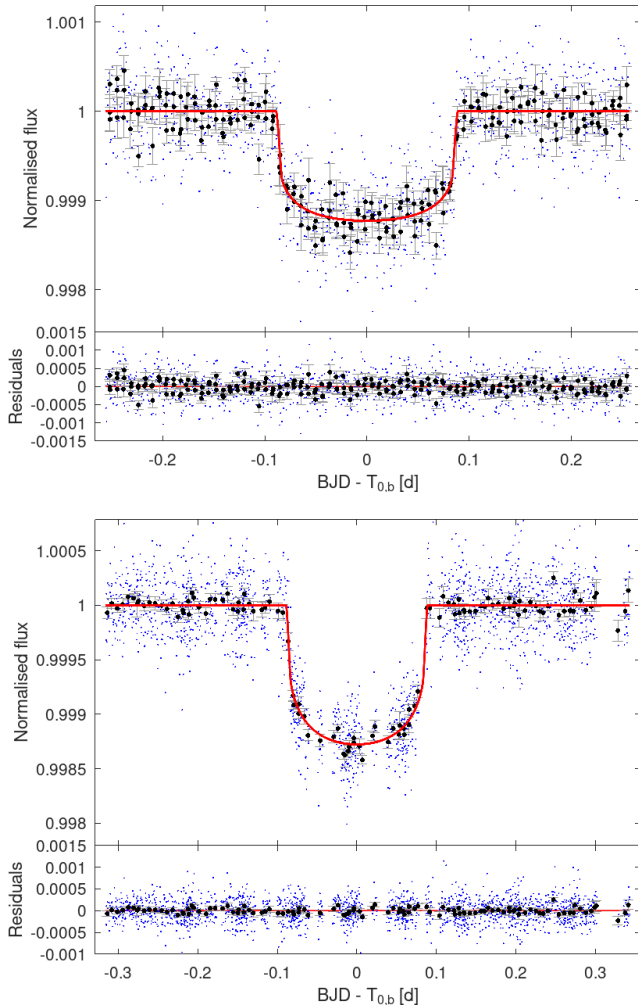 1.001
1
0.999
0.998
Normalised flux
0.0015
0.001
0.0005
0
-0.0005
-0.001
-0.0015
Residuals
-0.2 -0.1 0 0.1 0.2
BJD - T0,b [d]
1.0005
1
0.9995
0.999
0.9985
0.998
Normalised flux
0.0015
0.001
0.0005
0
-0.0005
-0.001
Residuals
-0.3 -0.2 -0.1 0 0.1 0.2 0.3
BJD - T0,b [d]